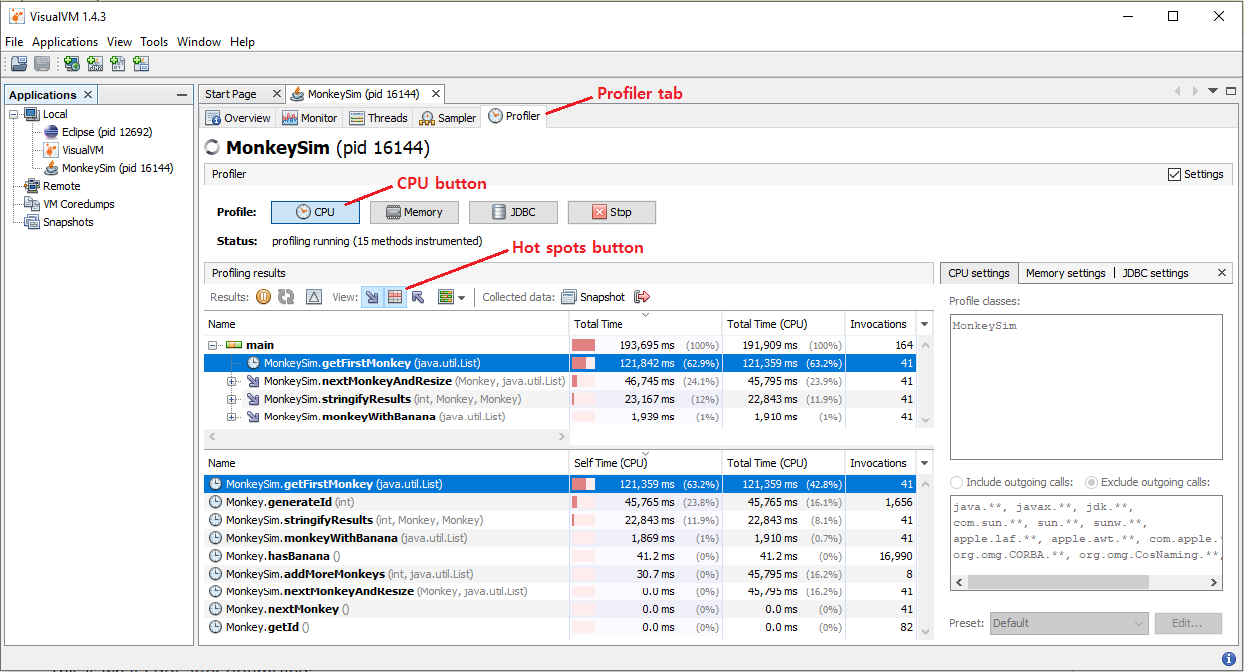 VisualVM 1.4.3
File Applications View Tools Window Help
Applications
Local
Eclipse (pid 12692)
VisualVM
MonkeySim (pid 16144)
Remote
VM Coredumps
Snapshots
Start Page MonkeySim (pid 16144)
Profiler tab
Overview Monitor Threads Sampler Profiler
MonkeySim (pid 16144)
Profiler Settings
CPU button
Profile: CPU Memory JDBC Stop
Status: profiling running (15 methods instrumented)
Hot spots button
Profiling results
Results: View: Collected data: Snapshot
Name Total Time Total Time (CPU) Invocations
main 193,695 ms (100%) 191,909 ms (100%) 164
MonkeySim.getFirstMonkey (java.util.List) 121,842 ms (62.9%) 121,359 ms (63.2%) 41
MonkeySim.nextMonkeyAndResize (Monkey, java.util.List) 46,745 ms (24.1%) 45,795 ms (23.9%) 41
MonkeySim.stringifyResults (int, Monkey, Monkey) 23,167 ms (12%) 22,843 ms (11.9%) 41
MonkeySim.monkeyWithBanana (java.util.List) 1,939 ms (1%) 1,910 ms (1%) 41
Name Self Time (CPU) Total Time (CPU) Invocations
MonkeySim.getFirstMonkey (java.util.List) 121,359 ms (63.2%) 121,359 ms (42.8%) 41
Monkey.generateId (int) 45,765 ms (23.8%) 45,765 ms (16.1%) 1,656
MonkeySim.stringifyResults (int, Monkey, Monkey) 22,843 ms (11.9%) 22,843 ms (8.1%) 41
MonkeySim.monkeyWithBanana (java.util.List) 1,869 ms (1%) 1,910 ms (0.7%) 41
Monkey.hasBanana () 41.2 ms (0%) 41.2 ms (0%) 16,990
MonkeySim.addMoreMonkeys (int, java.util.List) 30.7 ms (0%) 45,795 ms (16.2%) 8
MonkeySim.nextMonkeyAndResize (Monkey, java.util.List) 0.0 ms (0%) 45,795 ms (16.2%) 41
Monkey.nextMonkey () 0.0 ms (0%) 0.0 ms (0%) 41
Monkey.getId () 0.0 ms (0%) 0.0 ms (0%) 82
CPU settings Memory settings JDBC settings
Profile classes:
MonkeySim
Include outgoing calls: Exclude outgoing calls:
java.**, javax.**, jdk.**,
com.sun.**, sun.**, sunw.**,
apple.laf.**, apple.awt.**, com.apple.*
org.omg.CORBA.**, org.omg.CosNaming.**,
Preset: Default Edit...